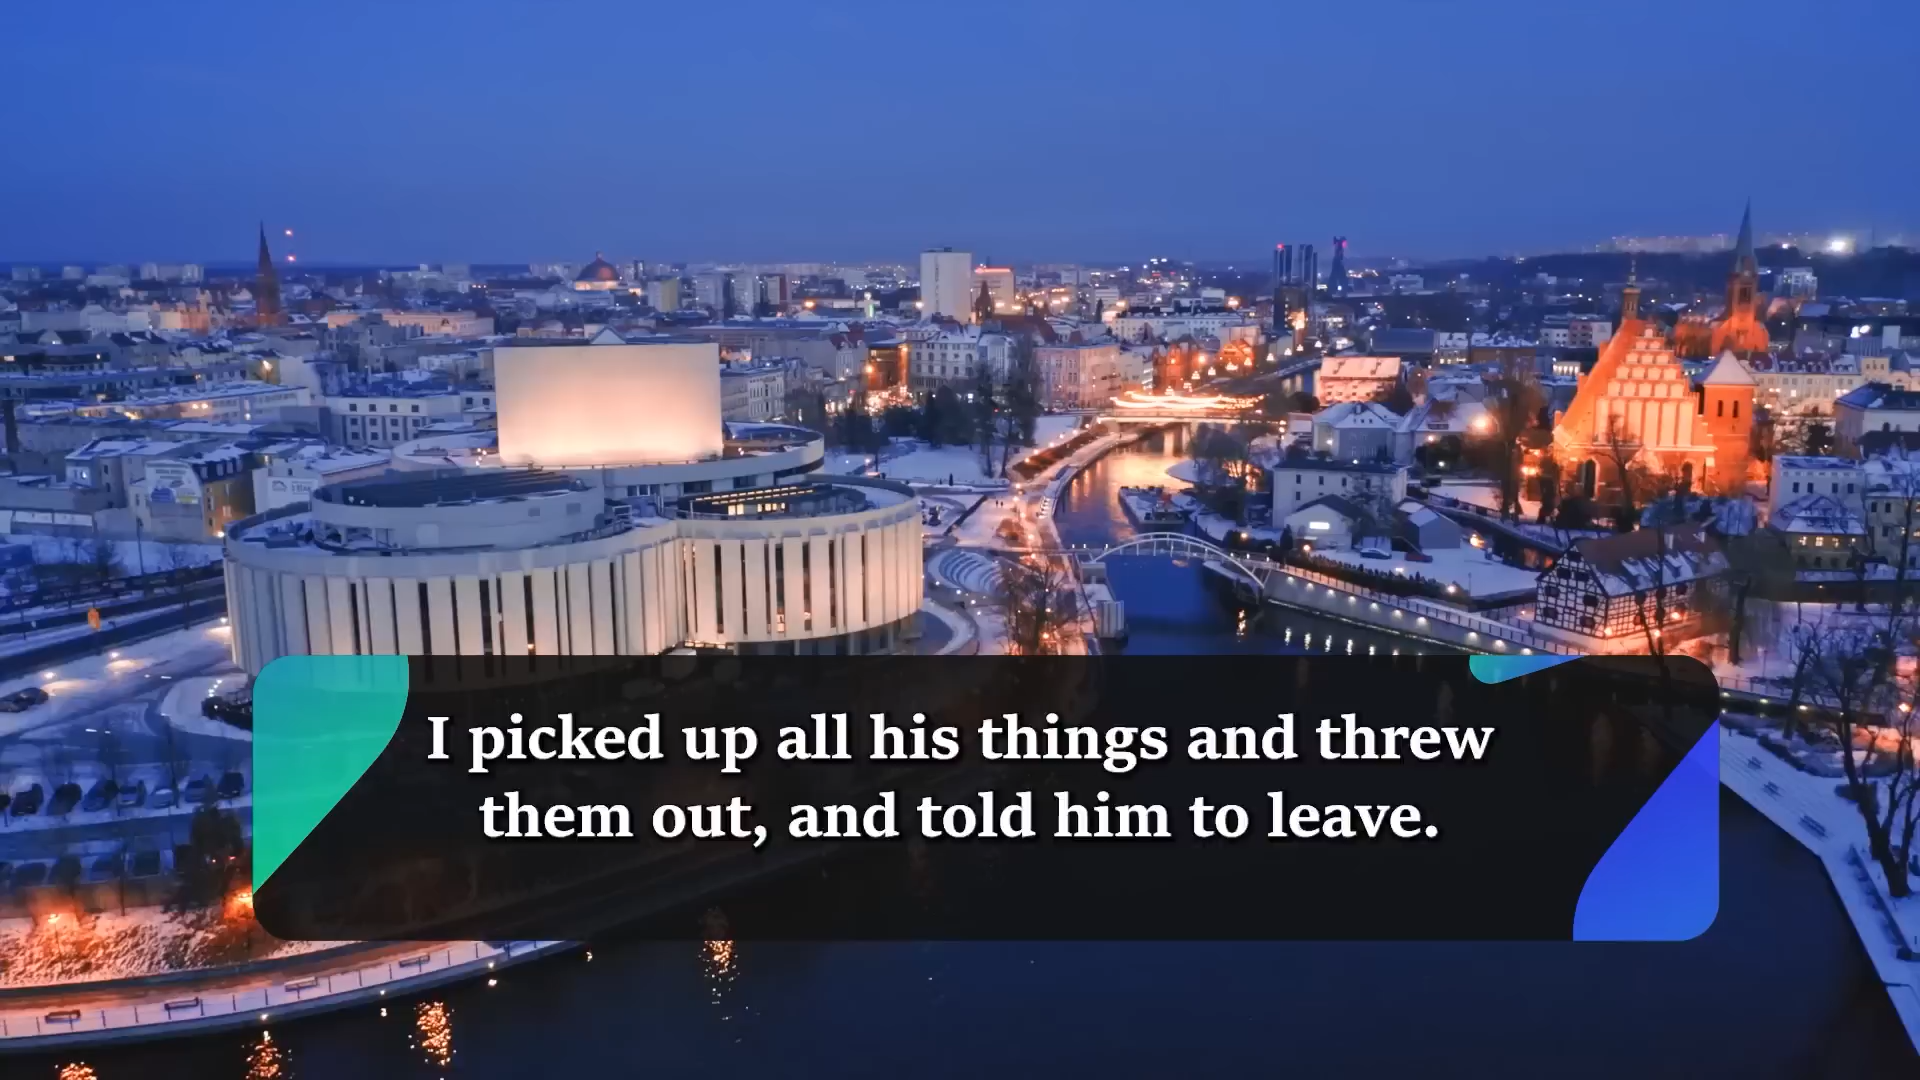 I picked up all his things and threw
them out, and told him to leave.